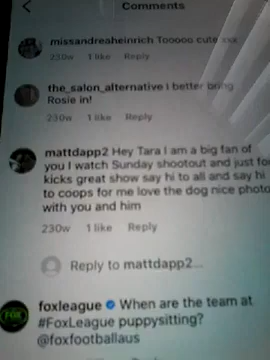 Comments
missandreaheinrich Tooooo cute xxx
230w 1 like Reply
the_salon_alternative I better bring
Rosie in!
230w 1 like Reply
mattdapp2 Hey Tara I am a big fan of
you I watch Sunday shootout and just for
kicks great show say hi to all and say hi
to coops for me love the dog nice photo
with you and him
230w 1 like Reply
Reply to mattdapp2...
FOX
foxleague When are the team at
#FoxLeague puppysitting?
@foxfootballaus